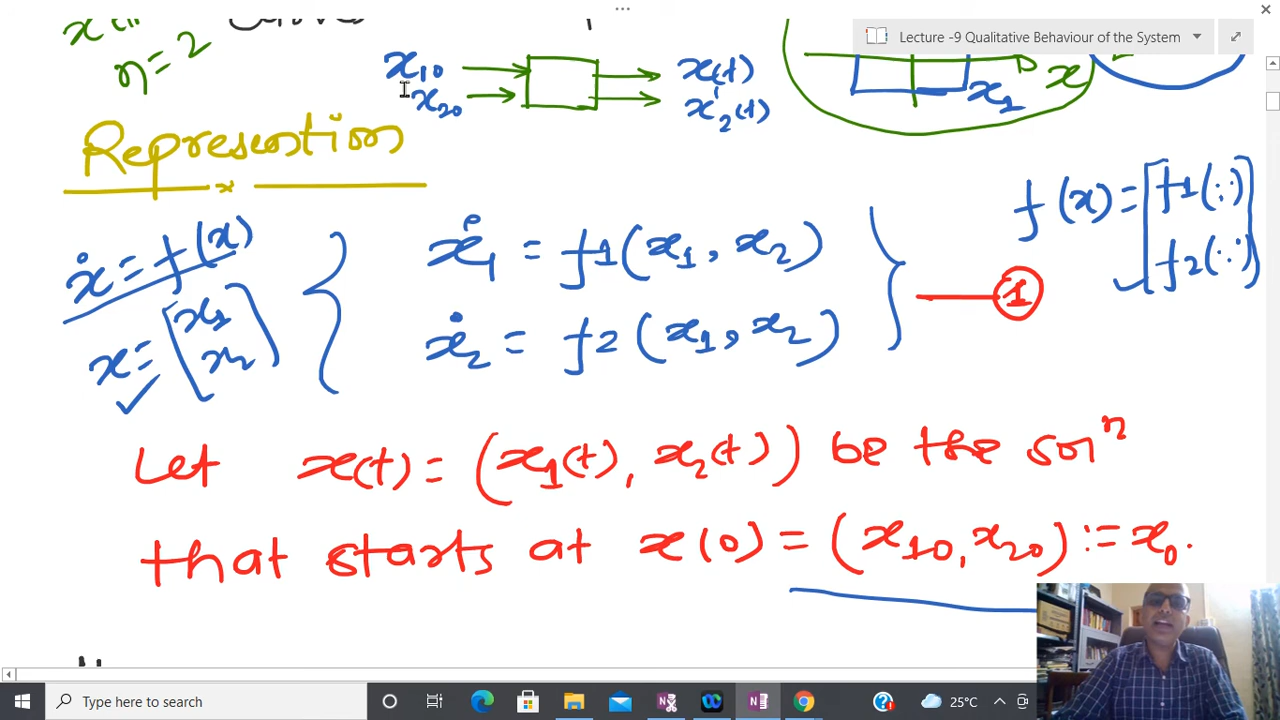 Lecture -9 Qualitative Behaviour of the System
n=2
x10
x20
x(t)
x2(t)
x
x1
Represention
ẋ = f(x)
x = [x1
x2]
ẋ1 = f1(x1, x2)
ẋ2 = f2(x1, x2)
1
f(x) = [f1(..)
f2(..)]
Let x(t) = (x1(t), x2(t)) be the solⁿ
that starts at x(0) = (x10, x20) := x0.
Type here to search
25°C